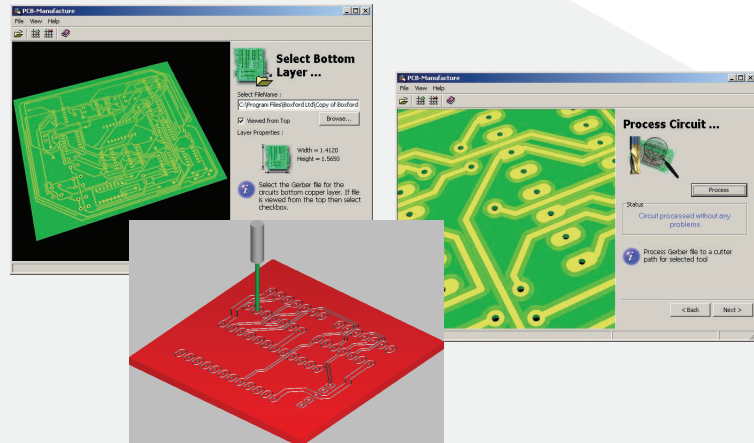 PCB-Manufacture
File View Help
Select Bottom
Layer ...
Select FileName :
C:\Program Files\Boxford Ltd\Copy of Boxford
Viewed from Top
Browse...
Layer Properties :
Width = 1.4120
Height = 1.5650
Select the Gerber file for the
circuits bottom copper layer. If file
is viewed from the top then select
checkbox.
PCB-Manufacture
File View Help
Process Circuit ...
Process
Status
Circuit processed without any
problems
Process Gerber file to a cutter
path for selected tool
< Back
Next >